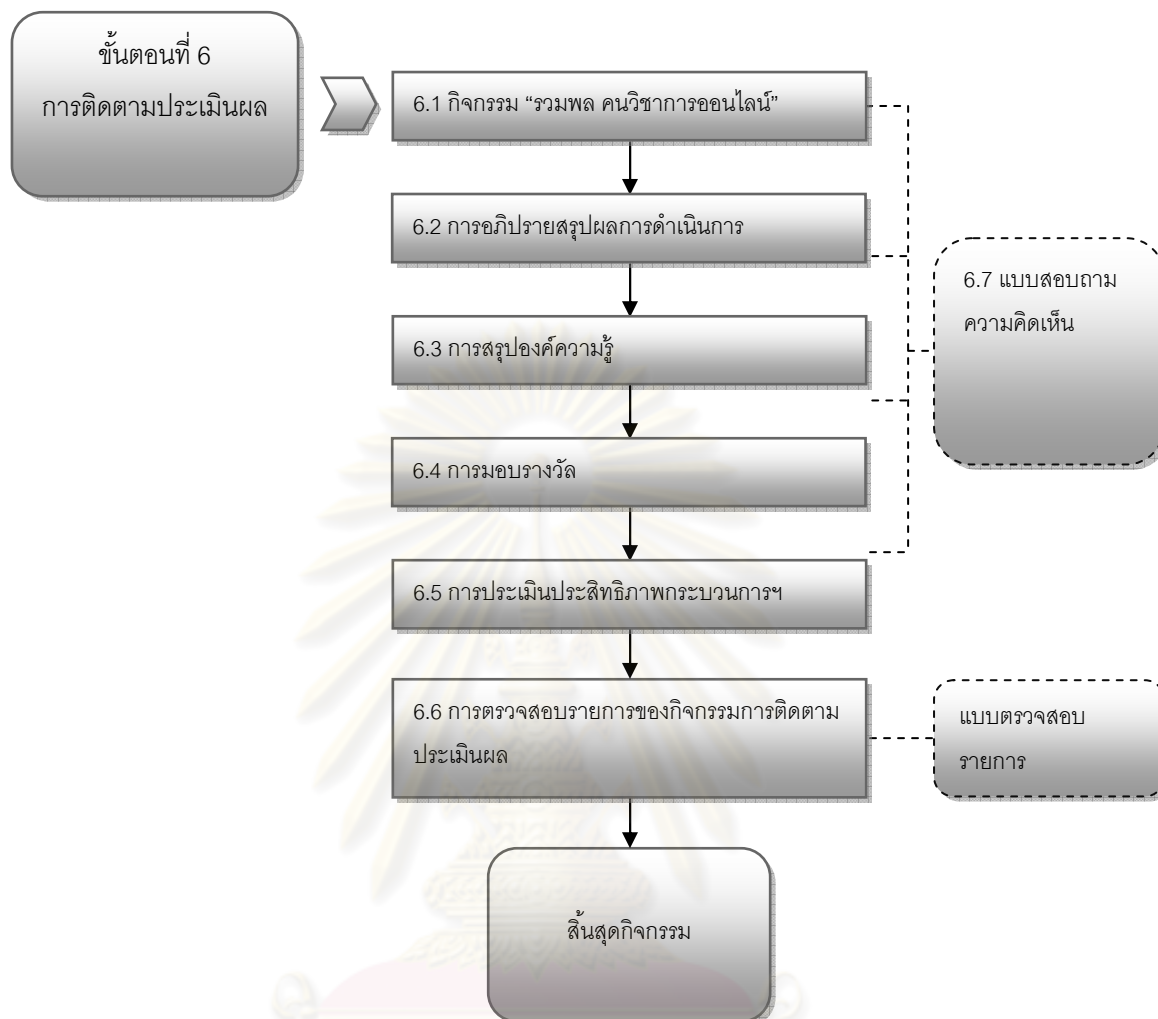 ขั้นตอนที่ 6
การติดตามประเมินผล
6.1 กิจกรรม “รวมพล คนวิชาการออนไลน์”
6.2 การอภิปรายสรุปผลการดำเนินการ
6.3 การสรุปองค์ความรู้
6.4 การมอบรางวัล
6.5 การประเมินประสิทธิภาพกระบวนการฯ
6.6 การตรวจสอบรายการของกิจกรรมการติดตาม
ประเมินผล
6.7 แบบสอบถาม
ความคิดเห็น
แบบตรวจสอบ
รายการ
สิ้นสุดกิจกรรม